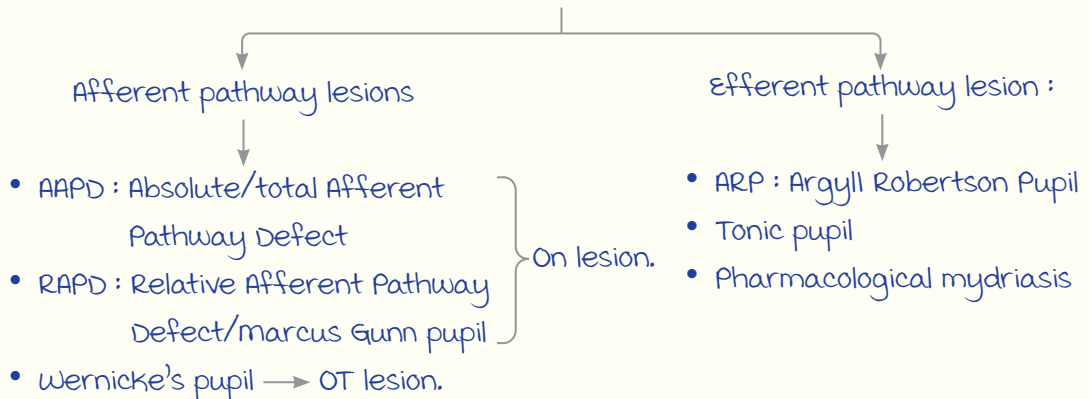 Afferent pathway lesions
• AAPD : Absolute/total Afferent
Pathway Defect
• RAPD : Relative Afferent Pathway
Defect/marcus Gunn pupil
On lesion.
• Wernicke's pupil → OT lesion.
Efferent pathway lesion :
• ARP : Argyll Robertson Pupil
• Tonic pupil
• Pharmacological mydriasis